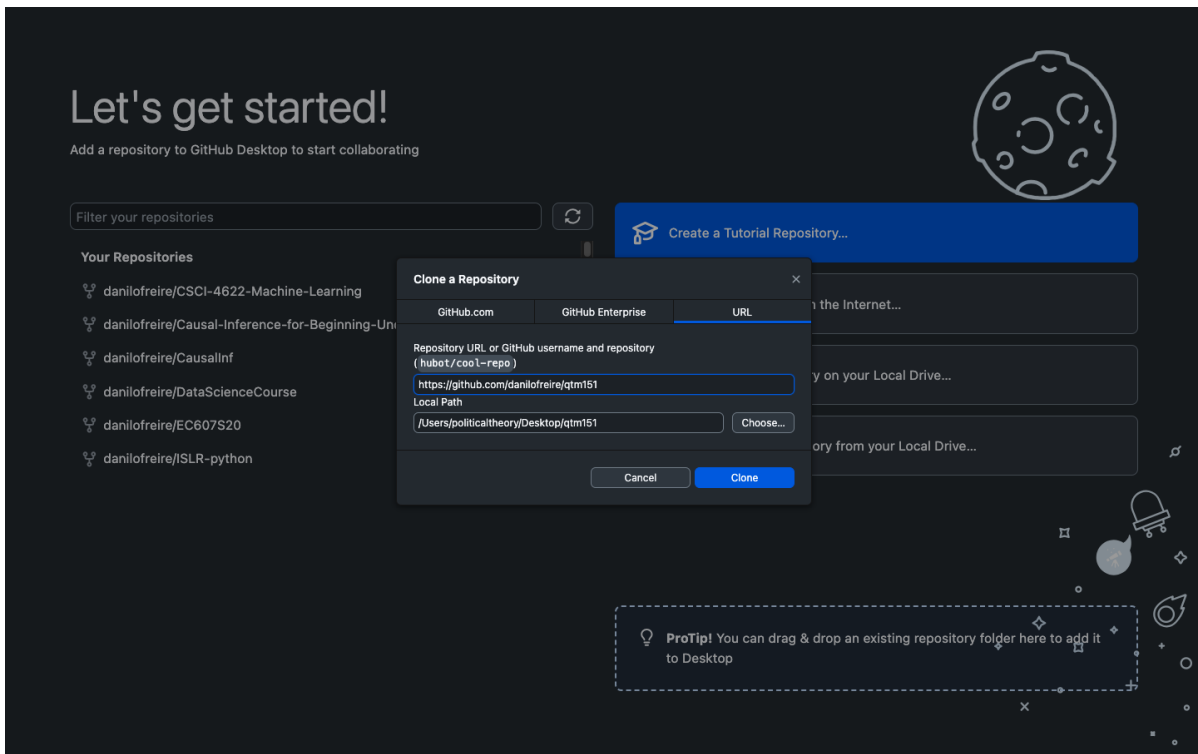 Let's get started!
Add a repository to GitHub Desktop to start collaborating
Filter your repositories
Your Repositories
danilofreire/CSCI-4622-Machine-Learning
danilofreire/Causal-Inference-for-Beginning-Un
danilofreire/CausalInf
danilofreire/DataScienceCourse
danilofreire/EC607S20
danilofreire/ISLR-python
Create a Tutorial Repository...
the Internet...
on your Local Drive...
from your Local Drive...
Clone a Repository
GitHub.com GitHub Enterprise URL
Repository URL or GitHub username and repository
(hubot/cool-repo)
https://github.com/danilofreire/qtm151
Local Path
/Users/politicaltheory/Desktop/qtm151
Choose...
Cancel Clone
ProTip! You can drag & drop an existing repository folder here to add it
to Desktop